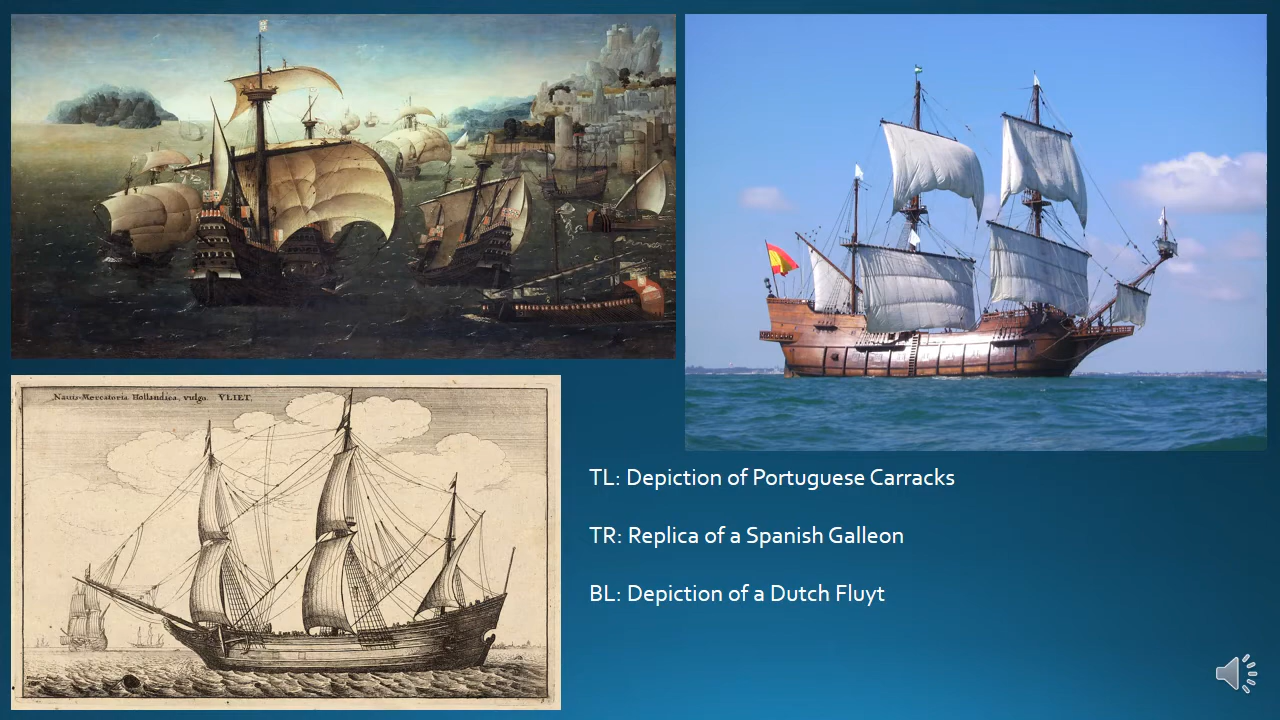 Nauis Mercatoria Hollandica, vulgo. VLIET.
TL: Depiction of Portuguese Carracks
TR: Replica of a Spanish Galleon
BL: Depiction of a Dutch Fluyt